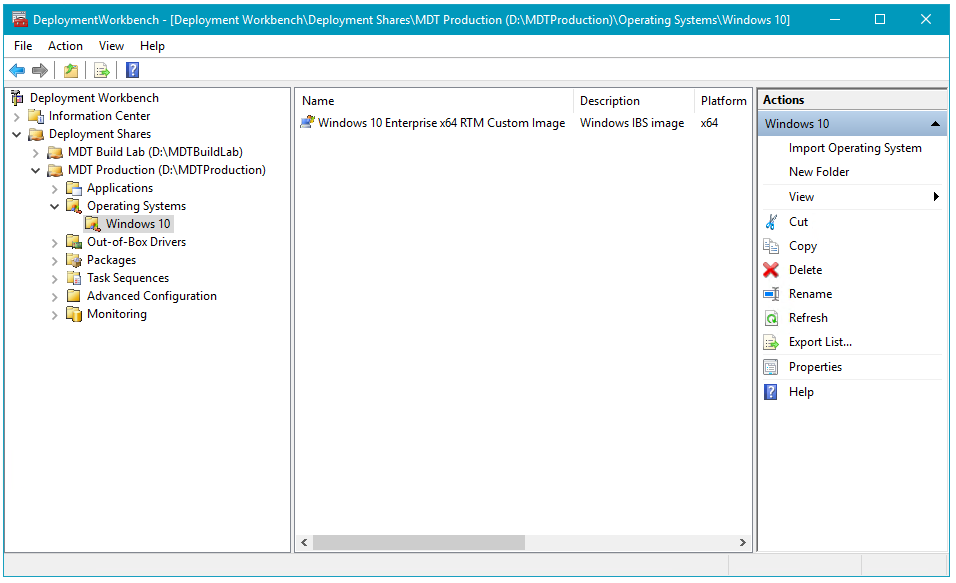 DeploymentWorkbench - [Deployment Workbench\Deployment Shares\MDT Production (D:\MDTProduction)\Operating Systems\Windows 10]
File Action View Help
Deployment Workbench
Information Center
Deployment Shares
MDT Build Lab (D:\MDTBuildLab)
MDT Production (D:\MDTProduction)
Applications
Operating Systems
Windows 10
Out-of-Box Drivers
Packages
Task Sequences
Advanced Configuration
Monitoring
Name Description Platform
Windows 10 Enterprise x64 RTM Custom Image Windows IBS image x64
Actions
Windows 10
Import Operating System
New Folder
View
Cut
Copy
Delete
Rename
Refresh
Export List...
Properties
Help